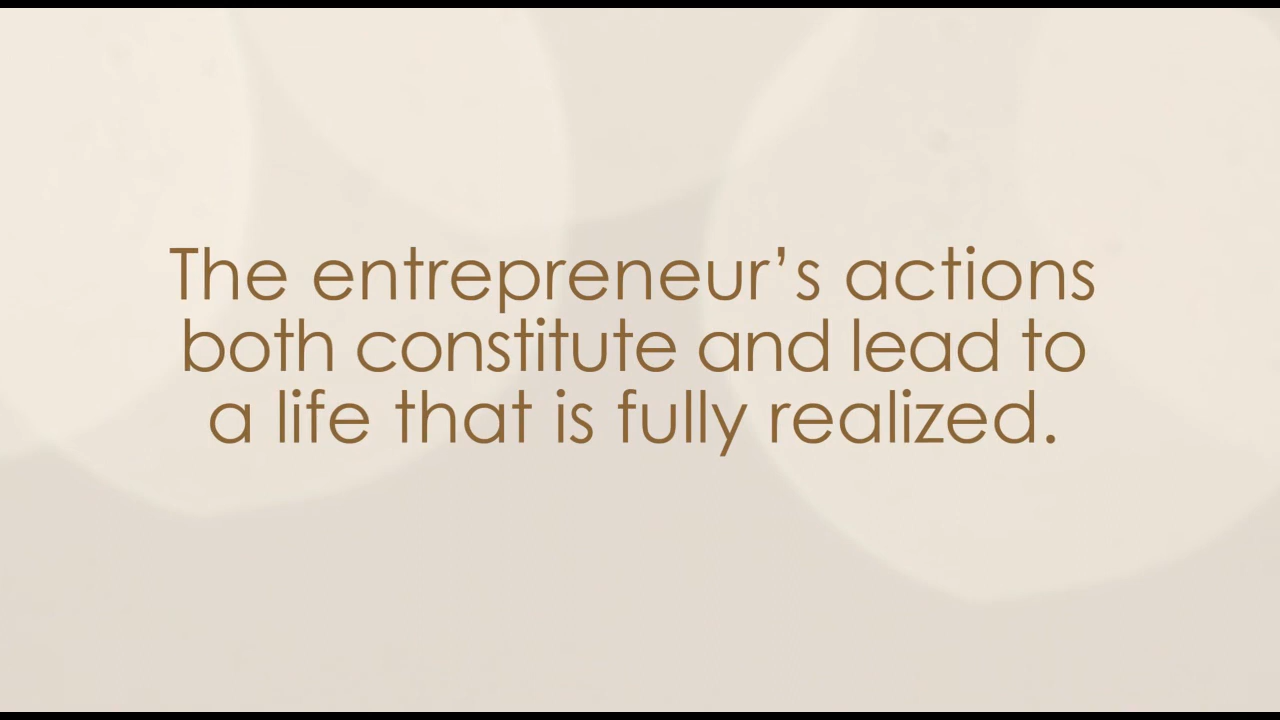 The entrepreneur’s actions
both constitute and lead to
a life that is fully realized.